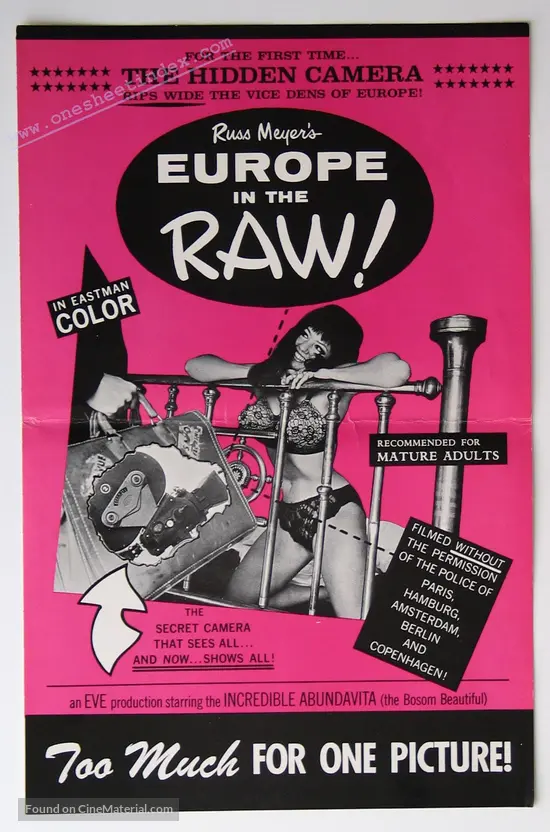 FOR THE FIRST TIME...
THE HIDDEN CAMERA
RIPS WIDE THE VICE DENS OF EUROPE!
www.onesheetindex.com
Russ Meyer's
EUROPE
IN THE
RAW!
IN EASTMAN
COLOR
RECOMMENDED FOR
MATURE ADULTS
FILMED WITHOUT
THE PERMISSION
OF THE POLICE OF
PARIS,
HAMBURG,
AMSTERDAM,
BERLIN
AND
COPENHAGEN!
THE
SECRET CAMERA
THAT SEES ALL...
AND NOW...SHOWS ALL!
an EVE production starring the INCREDIBLE ABUNDAVITA (the Bosom Beautiful)
Too Much FOR ONE PICTURE!
Found on CineMaterial.com